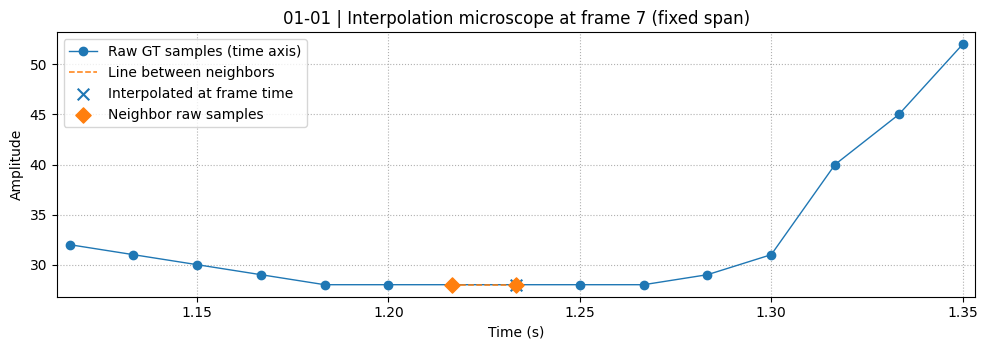 01-01 | Interpolation microscope at frame 7 (fixed span)
Raw GT samples (time axis)
Line between neighbors
Interpolated at frame time
Neighbor raw samples
Amplitude
50
45
40
35
30
1.15
1.20
1.25
1.30
1.35
Time (s)